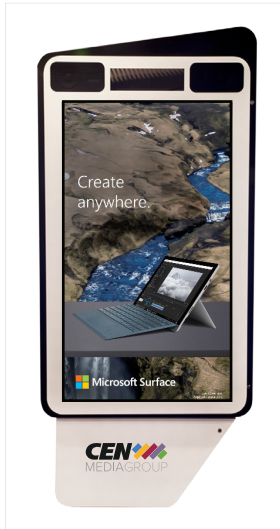 Create
anywhere.
Microsoft Surface
CEN
MEDIAGROUP